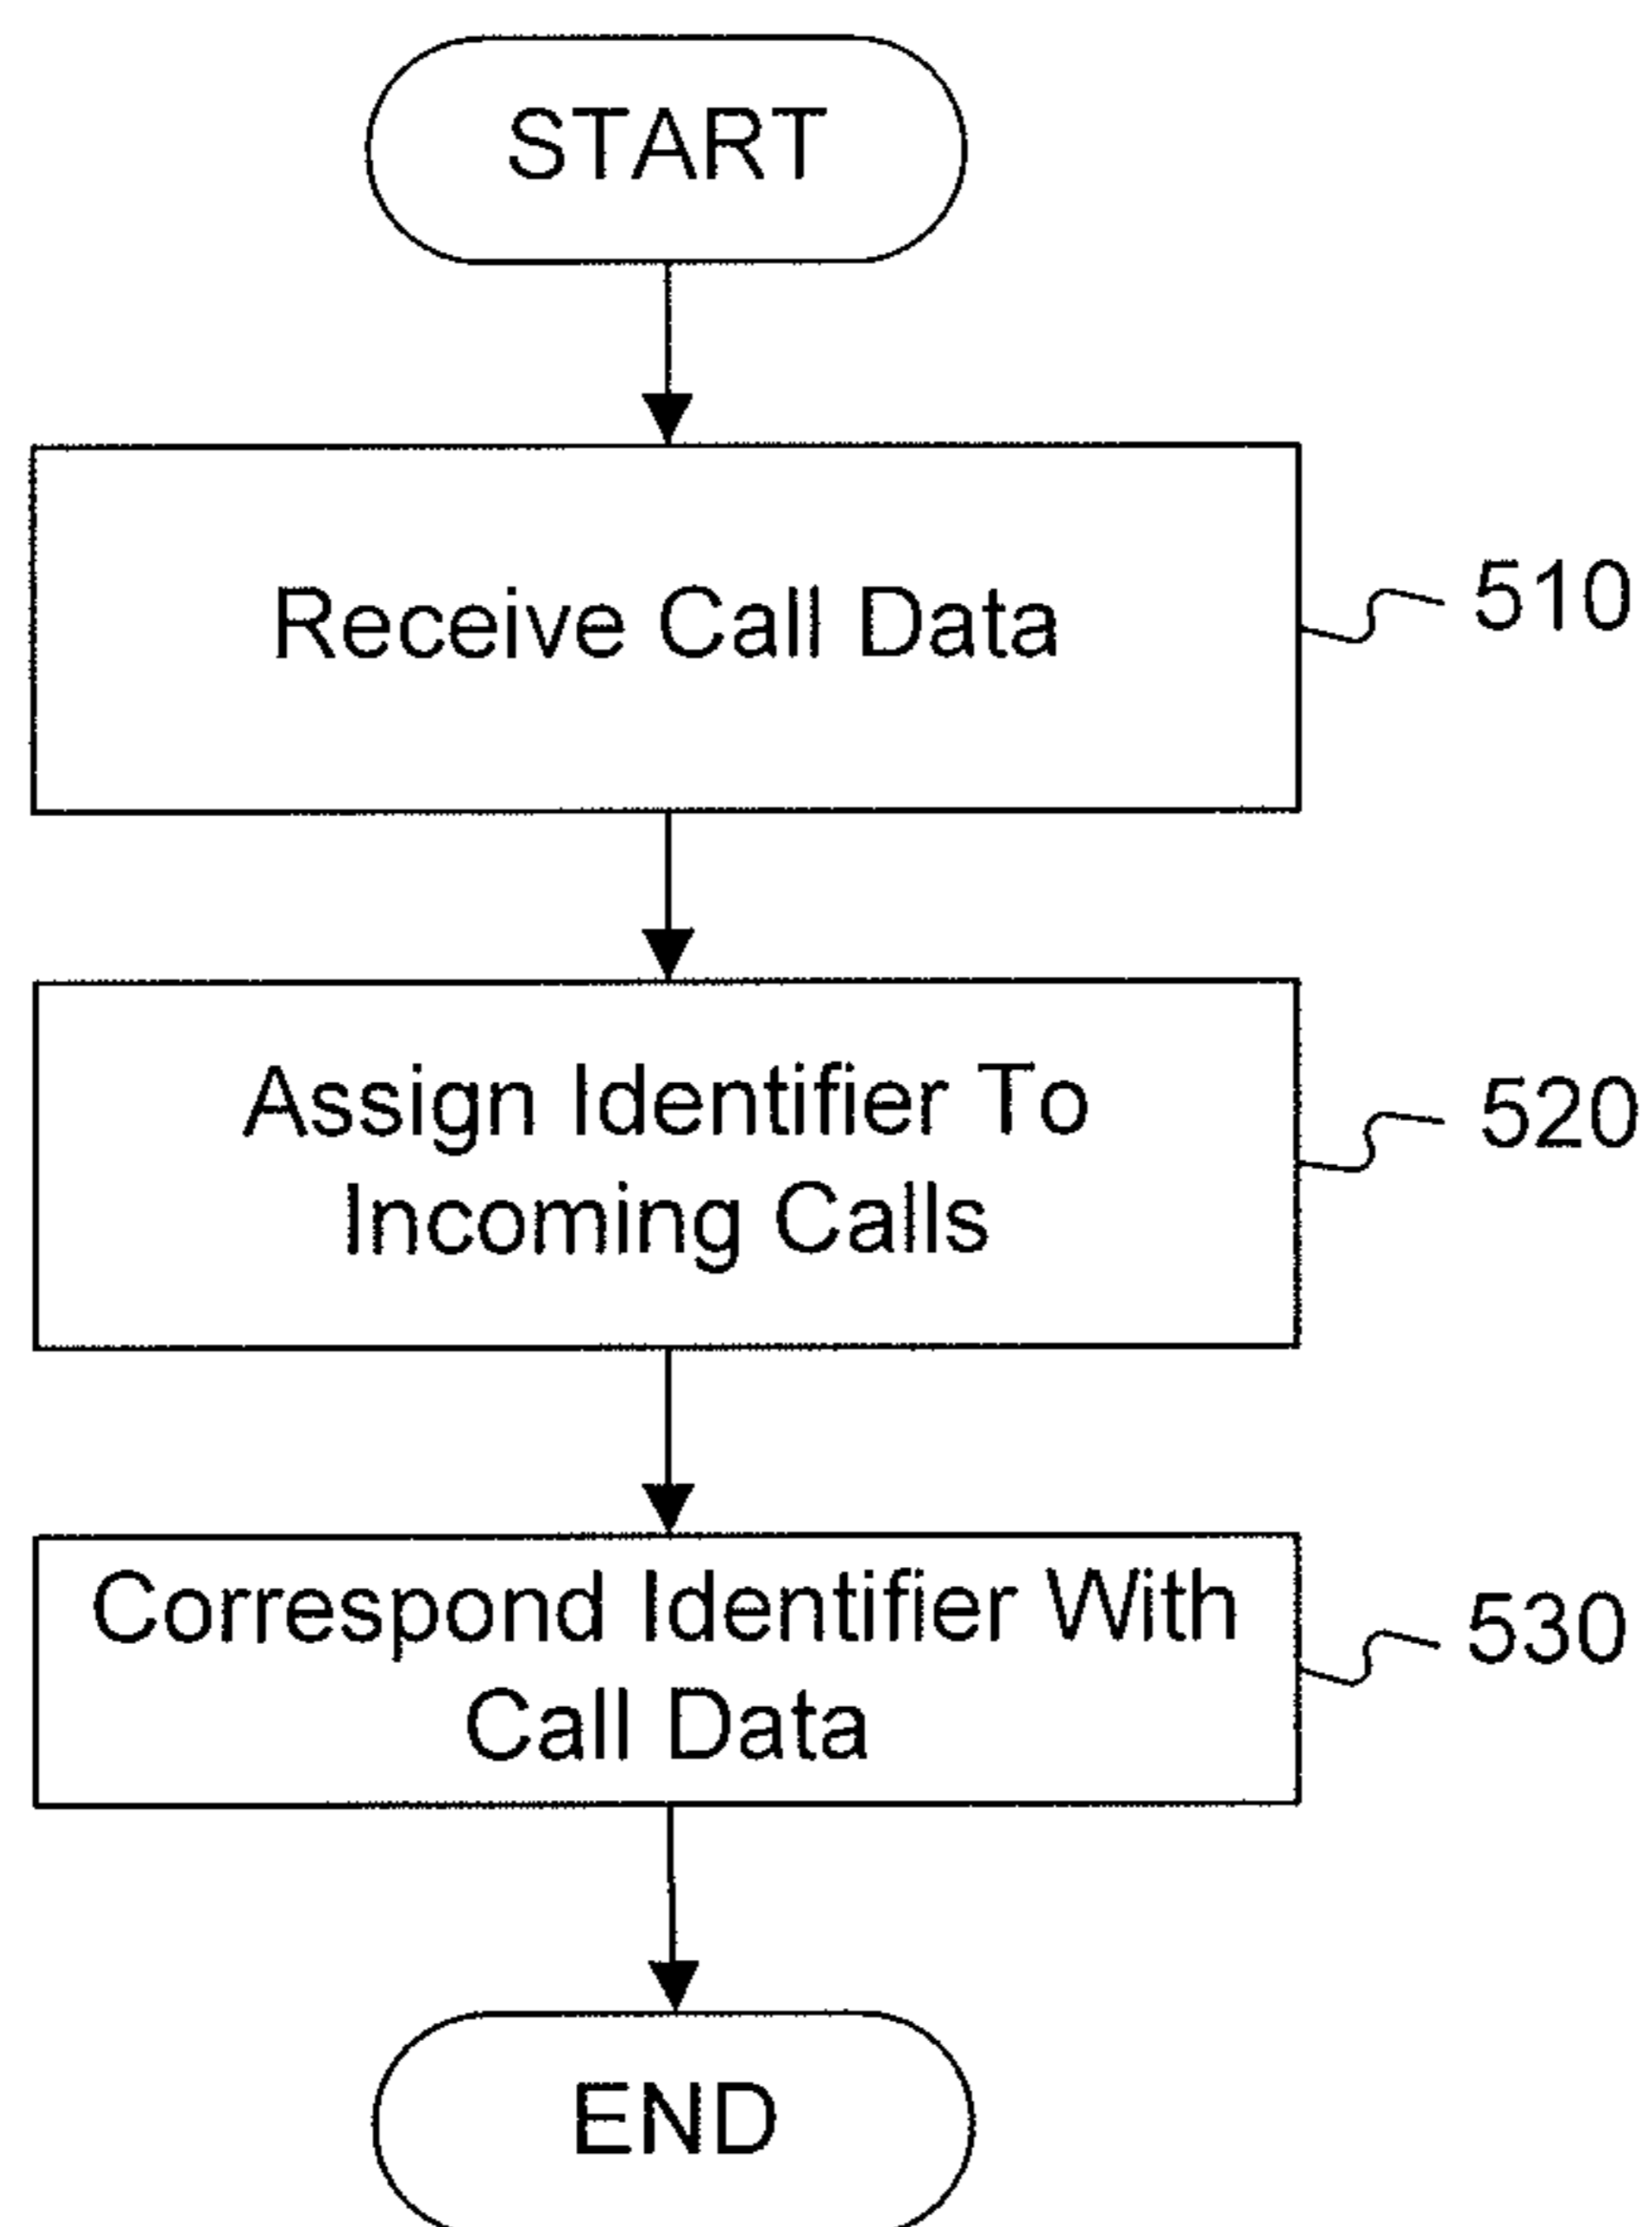 START
Receive Call Data
510
Assign Identifier To
Incoming Calls
520
Correspond Identifier With
Call Data
530
END